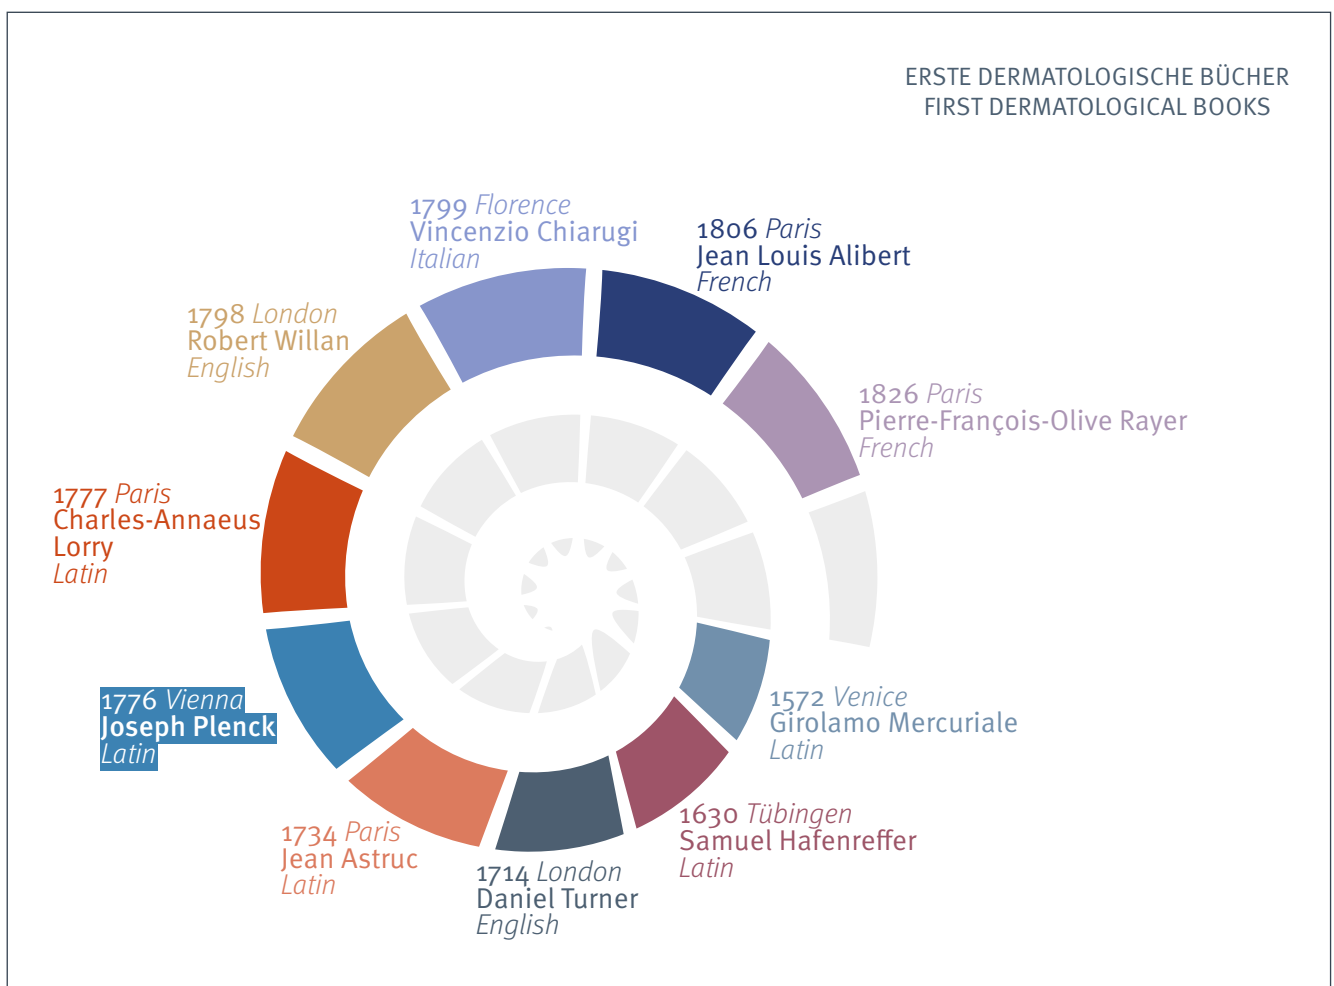 ERSTE DERMATOLOGISCHE BÜCHER
FIRST DERMATOLOGICAL BOOKS
1799 Florence
Vincenzio Chiarugi
Italian
1806 Paris
Jean Louis Alibert
French
1798 London
Robert Willan
English
1826 Paris
Pierre-François-Olive Rayer
French
1777 Paris
Charles-Annaeus
Lorry
Latin
1776 Vienna
Joseph Plenck
Latin
1572 Venice
Girolamo Mercuriale
Latin
1630 Tübingen
Samuel Hafenreffer
Latin
1734 Paris
Jean Astruc
Latin
1714 London
Daniel Turner
English